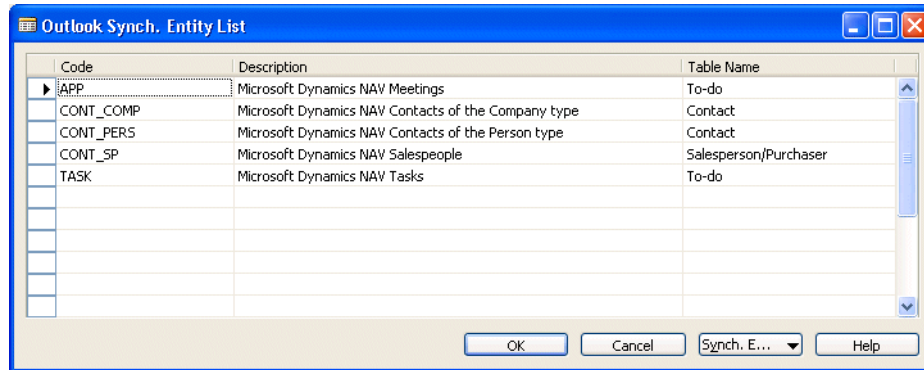 Outlook Synch. Entity List
Code Description Table Name
APP Microsoft Dynamics NAV Meetings To-do
CONT_COMP Microsoft Dynamics NAV Contacts of the Company type Contact
CONT_PERS Microsoft Dynamics NAV Contacts of the Person type Contact
CONT_SP Microsoft Dynamics NAV Salespeople Salesperson/Purchaser
TASK Microsoft Dynamics NAV Tasks To-do
OK Cancel Synch. E... Help